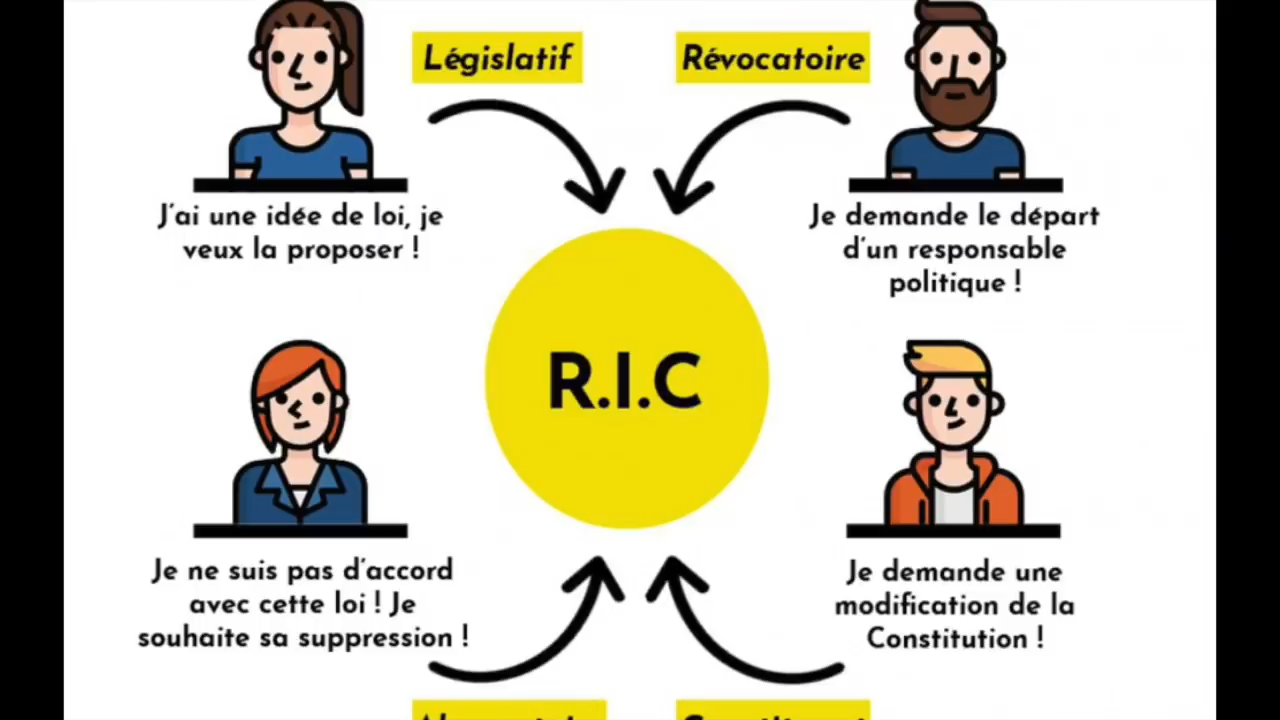 Législatif
Révocatoire
J'ai une idée de loi, je
veux la proposer !
Je demande le départ
d'un responsable
politique !
R.I.C
Je ne suis pas d'accord
avec cette loi ! Je
souhaite sa suppression !
Je demande une
modification de la
Constitution !